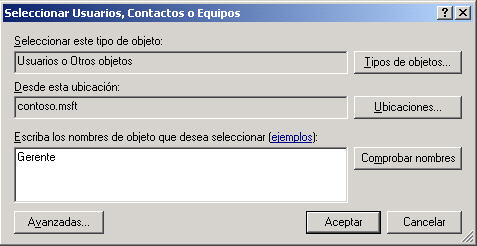 Seleccionar Usuarios, Contactos o Equipos
Seleccionar este tipo de objeto:
Usuarios o Otros objetos
Tipos de objetos...
Desde esta ubicación:
contoso.msft
Ubicaciones...
Escriba los nombres de objeto que desea seleccionar (ejemplos):
Gerente
Comprobar nombres
Avanzadas...
Aceptar
Cancelar